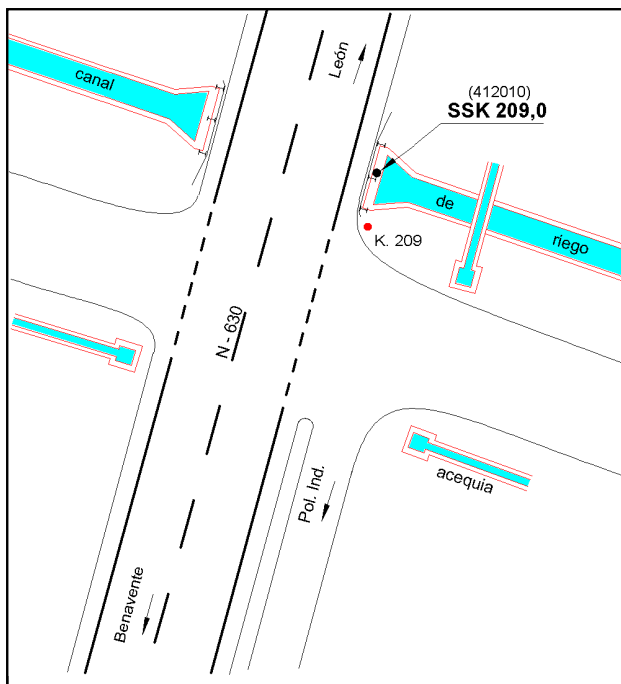 León
canal
(412010)
SSK 209,0
de
riego
K. 209
N - 630
acequia
Pol. Ind.
Benavente